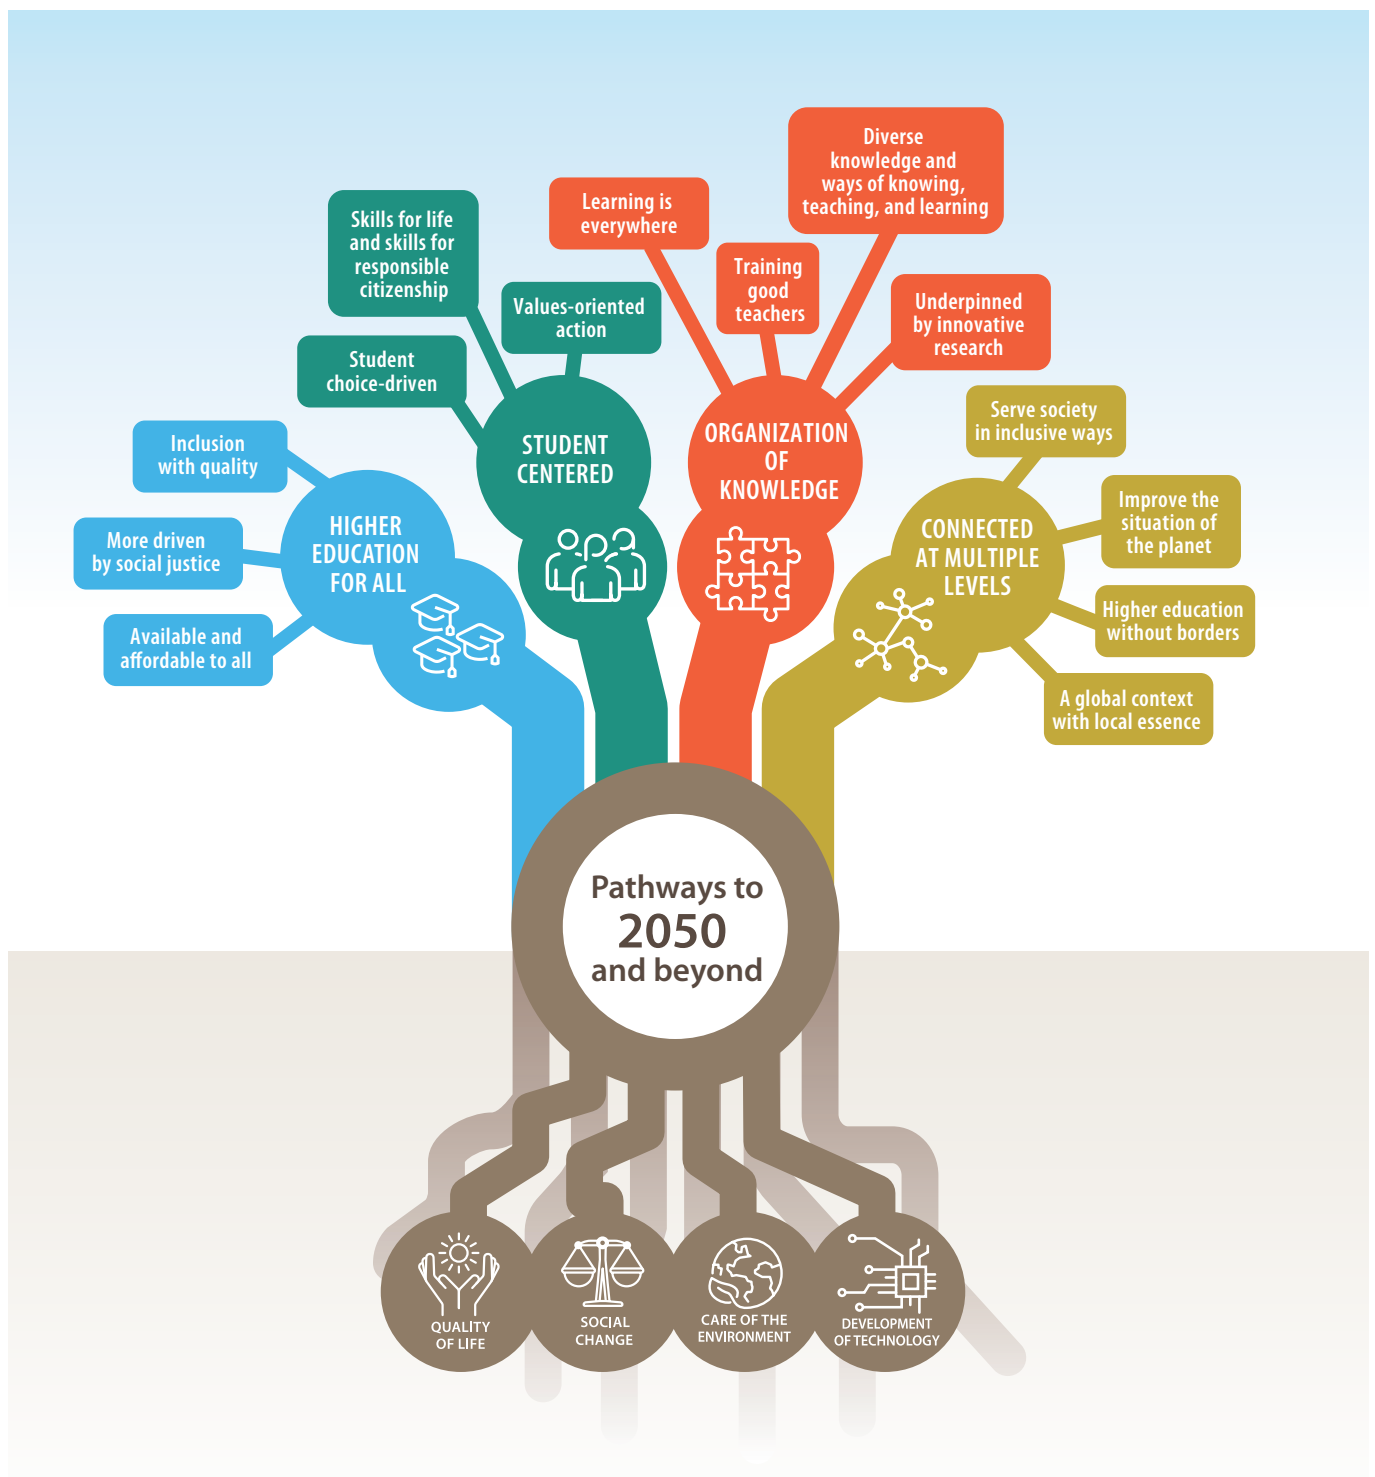 Diverse
knowledge and
ways of knowing,
teaching, and learning
Learning is
everywhere
Training
good
teachers
Underpinned
by innovative
research
Skills for life
and skills for
responsible
citizenship
Values-oriented
action
Student
choice-driven
Serve society
in inclusive ways
Improve the
situation of
the planet
Higher education
without borders
A global context
with local essence
Inclusion
with quality
More driven
by social justice
Available and
affordable to all
HIGHER
EDUCATION
FOR ALL
STUDENT
CENTERED
ORGANIZATION
OF
KNOWLEDGE
CONNECTED
AT MULTIPLE
LEVELS
Pathways to
2050
and beyond
QUALITY
OF LIFE
SOCIAL
CHANGE
CARE OF THE
ENVIRONMENT
DEVELOPMENT
OF TECHNOLOGY